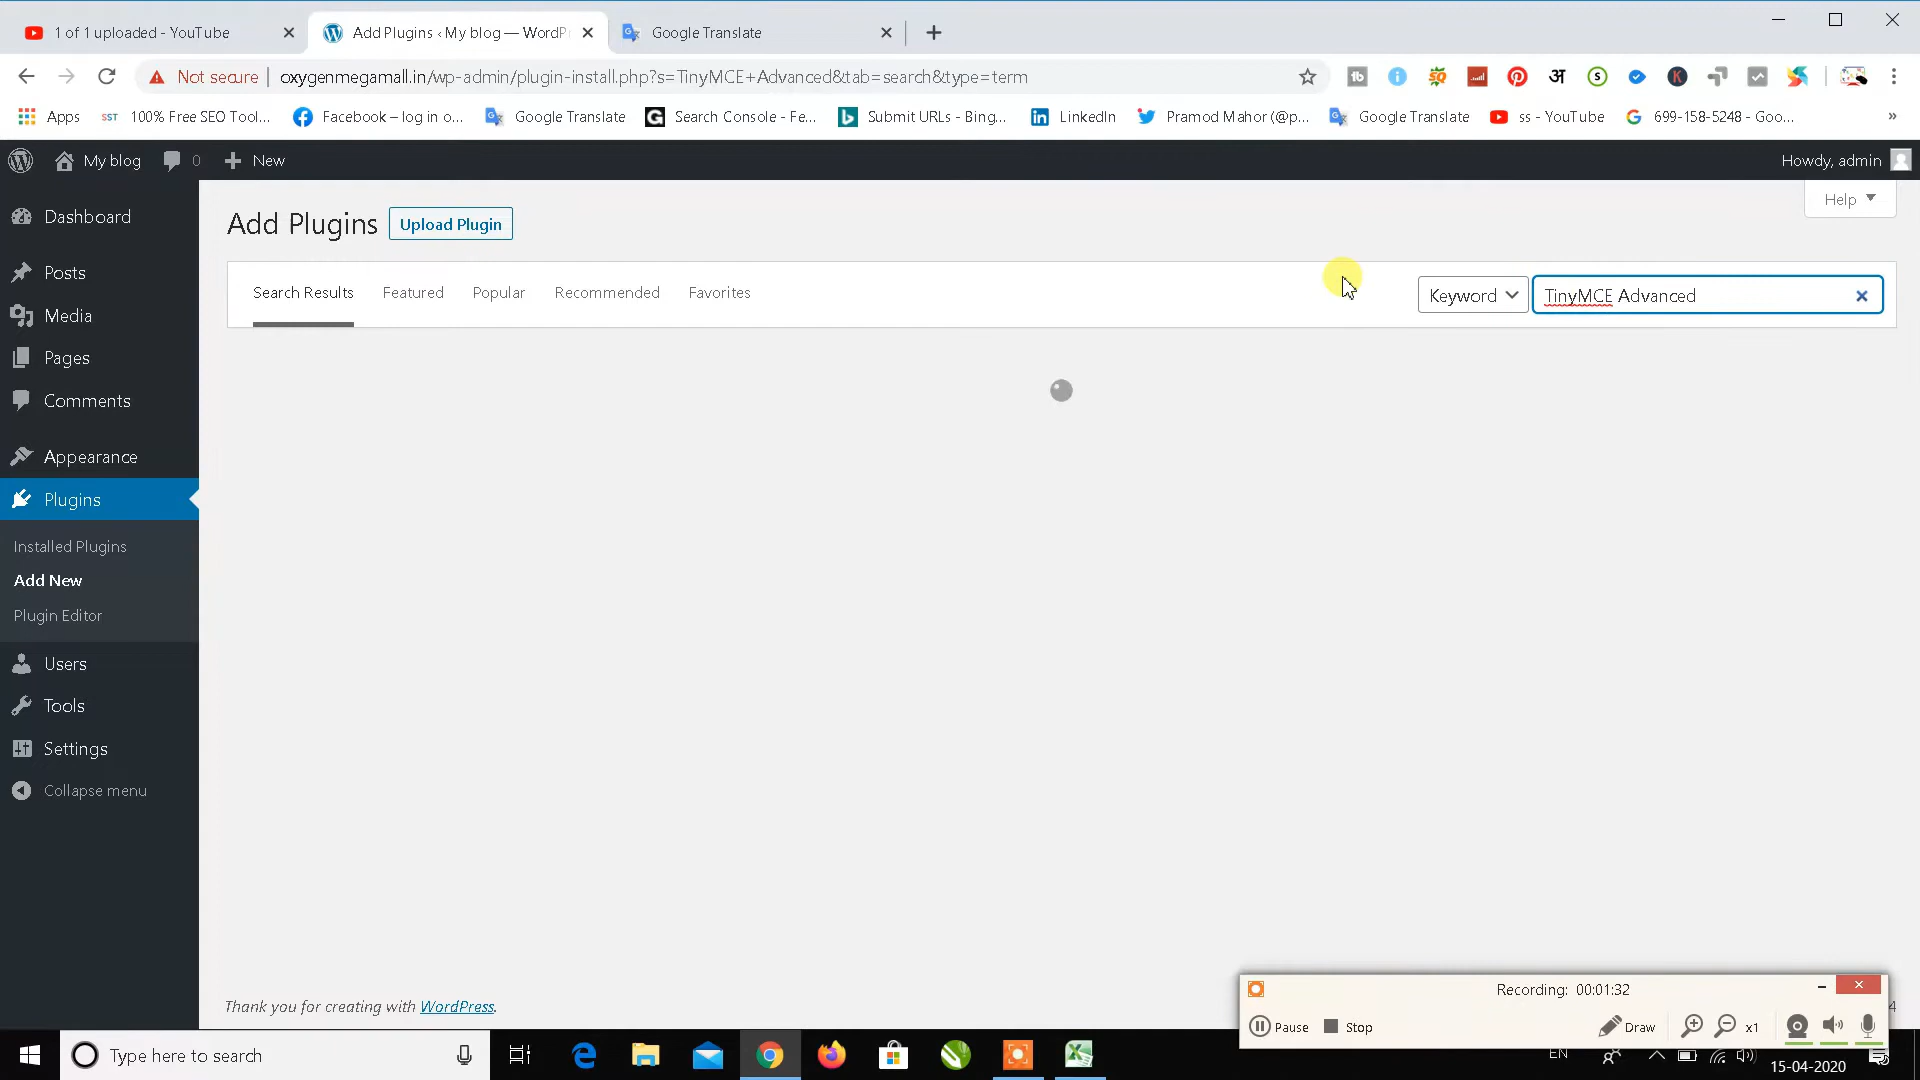 1 of 1 uploaded - YouTube
Add Plugins ‹ My blog — WordP
Google Translate
Not secure
oxygenmegamall.in/wp-admin/plugin-install.php?s=TinyMCE+Advanced&tab=search&type=term
Apps
SST 100% Free SEO Tool...
Facebook – log in o...
Google Translate
Search Console - Fe...
Submit URLs - Bing...
LinkedIn
Pramod Mahor (@p...
Google Translate
ss - YouTube
699-158-5248 - Goo...
»
My blog
0
New
Howdy, admin
Help
Dashboard
Posts
Media
Pages
Comments
Appearance
Plugins
Installed Plugins
Add New
Plugin Editor
Users
Tools
Settings
Collapse menu
Add Plugins
Upload Plugin
Search Results
Featured
Popular
Recommended
Favorites
Keyword
TinyMCE Advanced
Thank you for creating with WordPress.
4
Recording: 00:01:32
Pause
Stop
Draw
x1
Type here to search
EN
15-04-2020